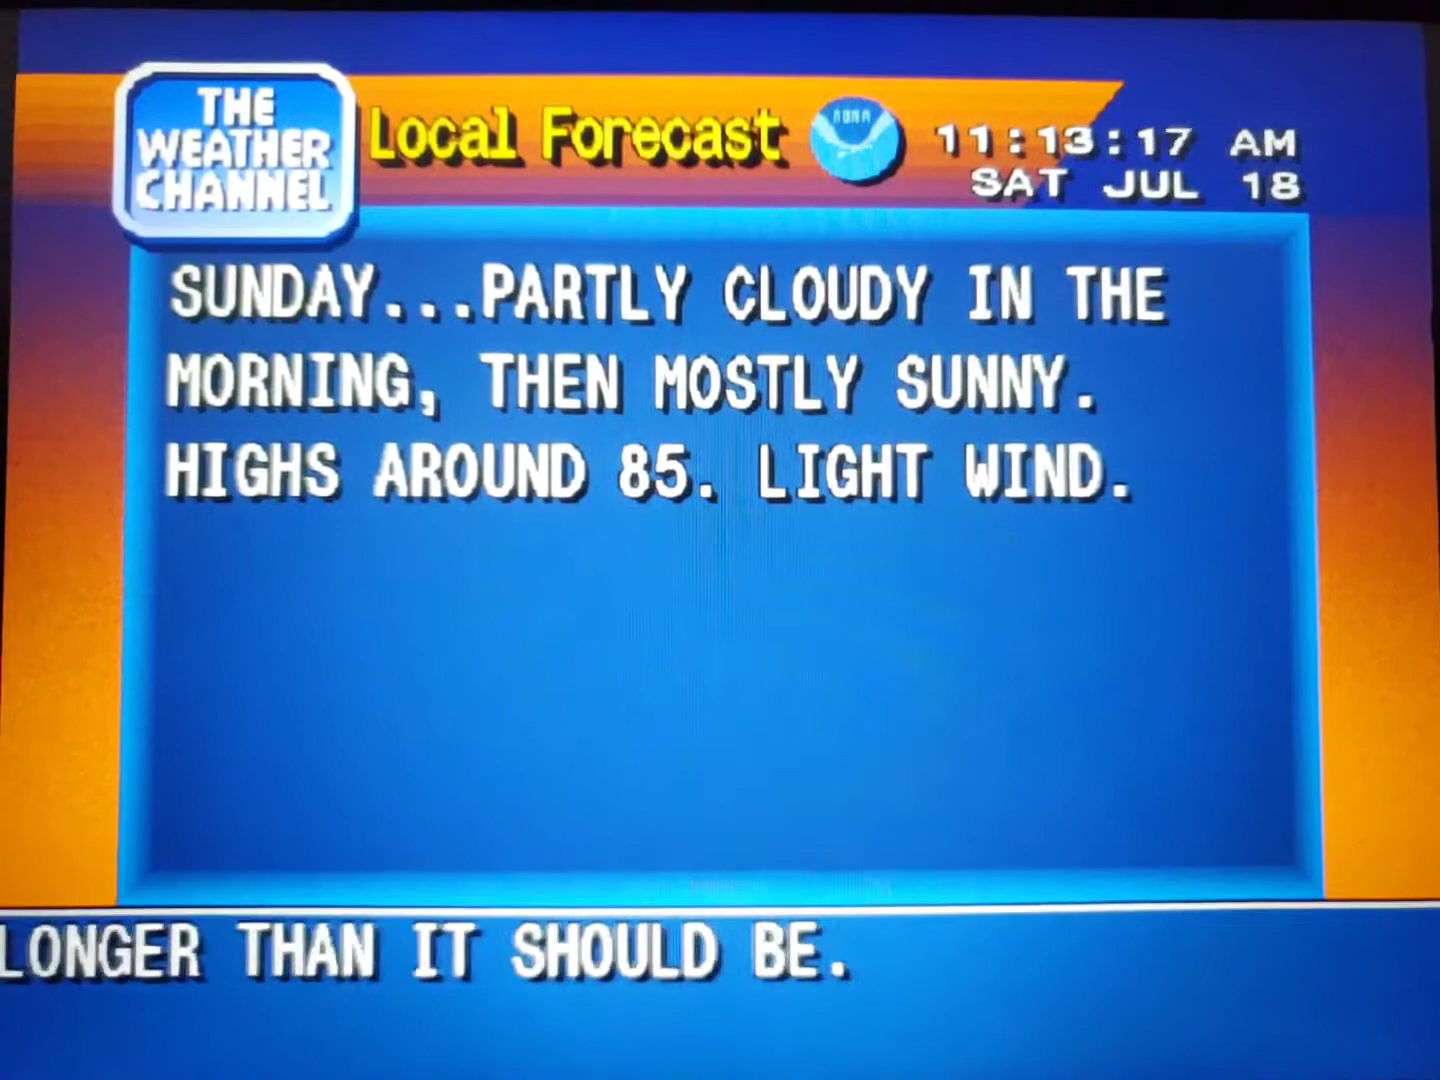 THE
WEATHER
CHANNEL
Local Forecast
NOAA
11:13:17 AM
SAT JUL 18
SUNDAY...PARTLY CLOUDY IN THE
MORNING, THEN MOSTLY SUNNY.
HIGHS AROUND 85. LIGHT WIND.
LONGER THAN IT SHOULD BE.